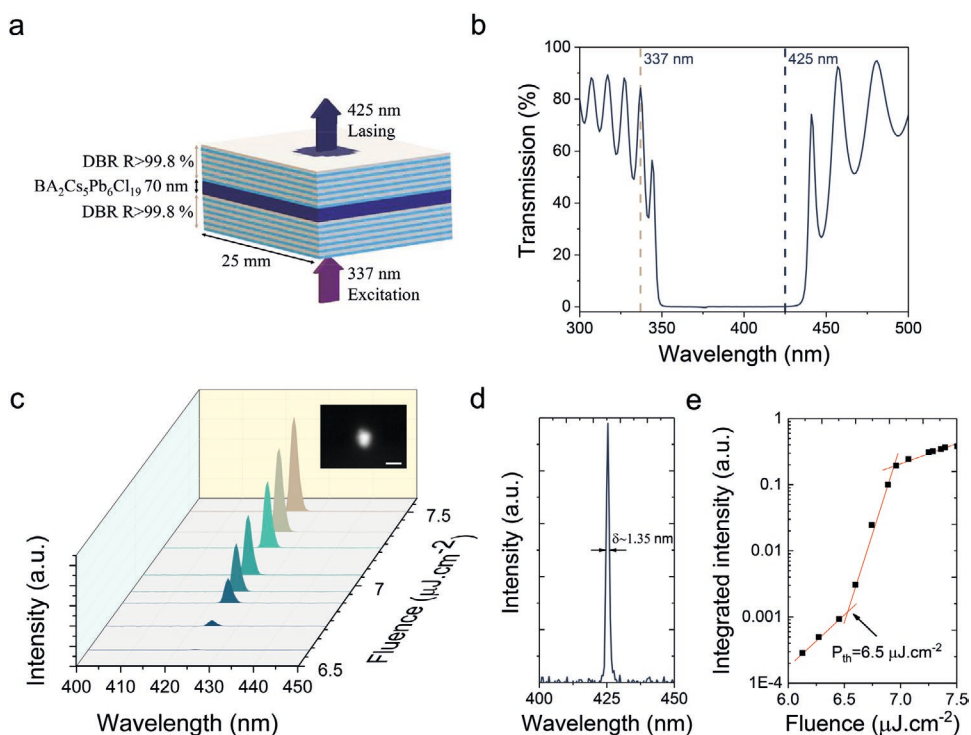 a
425 nm
Lasing
DBR R>99.8 %
BA₂Cs₅Pb₆Cl₁₉ 70 nm
DBR R>99.8 %
25 mm
337 nm
Excitation
b
100
80
60
40
20
0
Transmission (%)
337 nm
425 nm
300 350 400 450 500
Wavelength (nm)
c
Intensity (a.u.)
400 410 420 430 440 450
Wavelength (nm)
6.5
7
7.5
Fluence (μJ.cm⁻²)
d
Intensity (a.u.)
δ~1.35 nm
400 425 450
Wavelength (nm)
e
Integrated intensity (a.u.)
1
0.1
0.01
0.001
1E-4
Pth=6.5 μJ.cm⁻²
6.0 6.5 7.0 7.5
Fluence (μJ.cm⁻²)